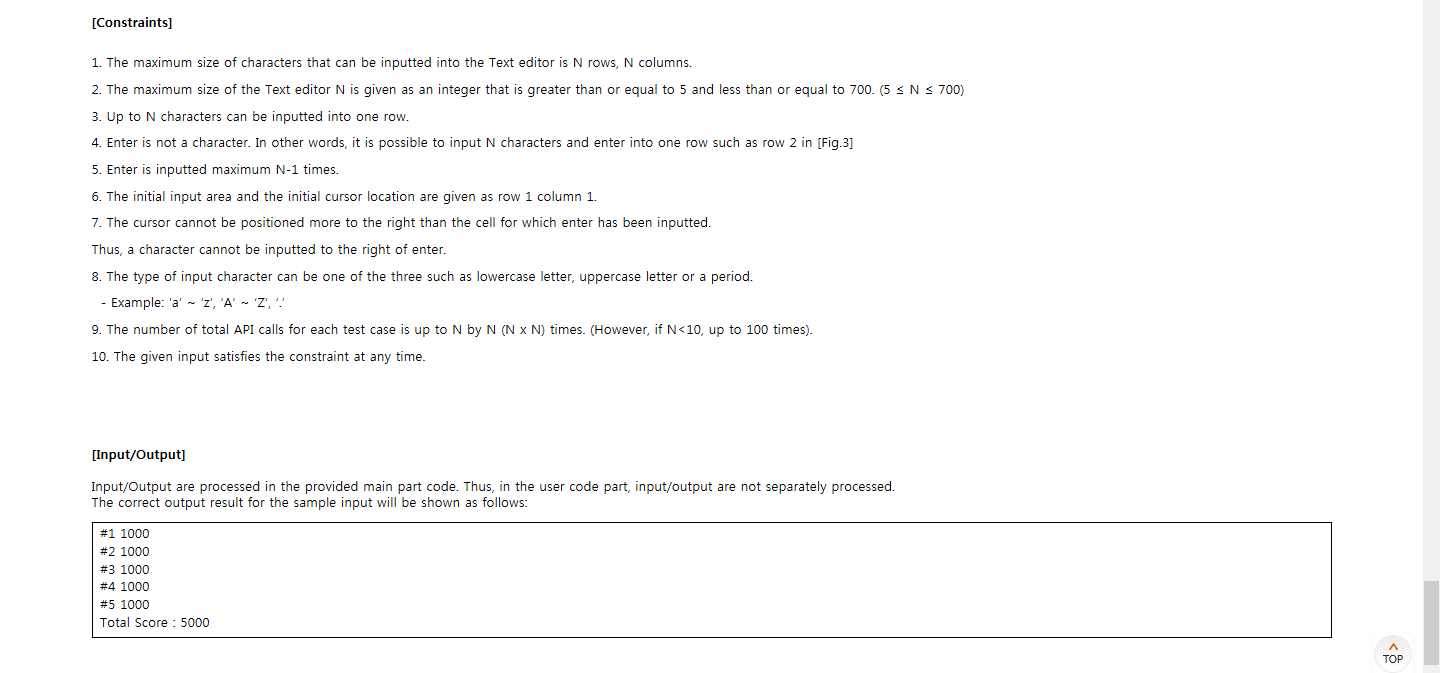 [Constraints]
1. The maximum size of characters that can be inputted into the Text editor is N rows, N columns.
2. The maximum size of the Text editor N is given as an integer that is greater than or equal to 5 and less than or equal to 700. (5 ≤ N ≤ 700)
3. Up to N characters can be inputted into one row.
4. Enter is not a character. In other words, it is possible to input N characters and enter into one row such as row 2 in [Fig.3]
5. Enter is inputted maximum N-1 times.
6. The initial input area and the initial cursor location are given as row 1 column 1.
7. The cursor cannot be positioned more to the right than the cell for which enter has been inputted.
Thus, a character cannot be inputted to the right of enter.
8. The type of input character can be one of the three such as lowercase letter, uppercase letter or a period.
- Example: 'a' ~ 'z', 'A' ~ 'Z', '.'
9. The number of total API calls for each test case is up to N by N (N x N) times. (However, if N<10, up to 100 times).
10. The given input satisfies the constraint at any time.
[Input/Output]
Input/Output are processed in the provided main part code. Thus, in the user code part, input/output are not separately processed.
The correct output result for the sample input will be shown as follows:
#1 1000
#2 1000
#3 1000
#4 1000
#5 1000
Total Score : 5000
TOP